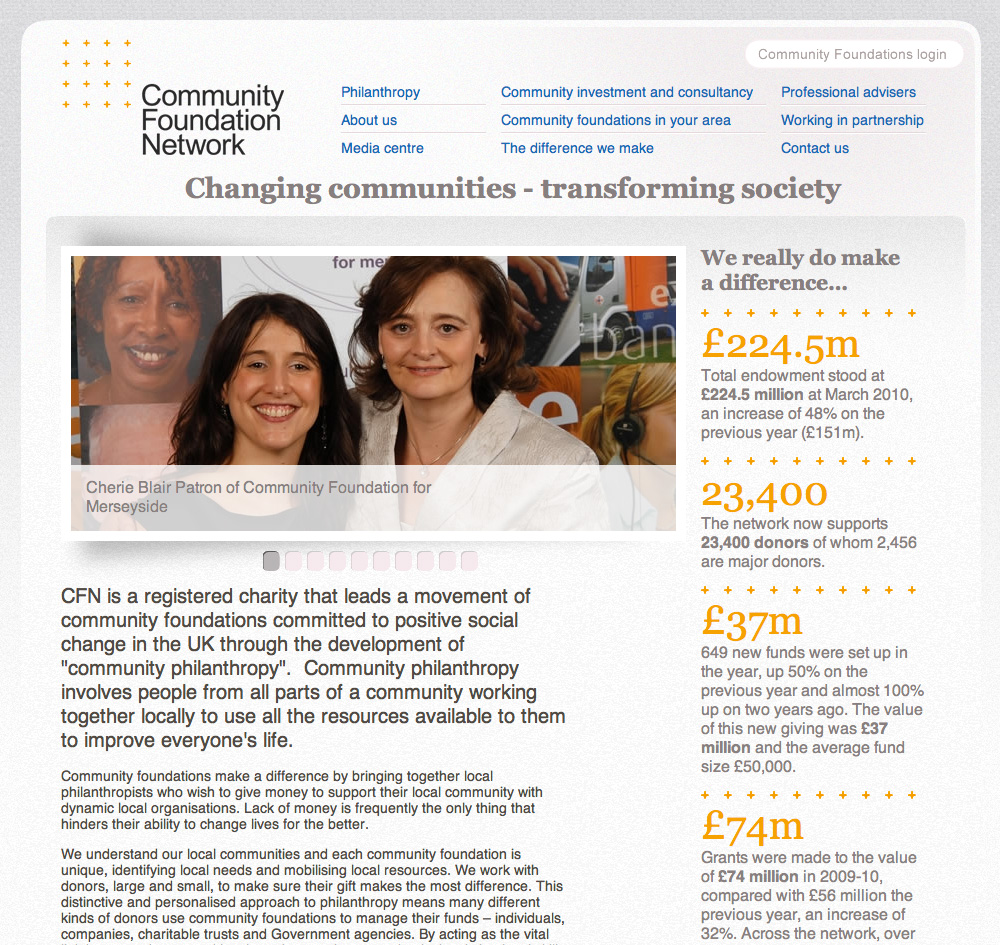 Community Foundations login
Community
Foundation
Network
Philanthropy
About us
Media centre
Community investment and consultancy
Community foundations in your area
The difference we make
Professional advisers
Working in partnership
Contact us
Changing communities - transforming society
for me
e
ban
e
Cherie Blair Patron of Community Foundation for
Merseyside
CFN is a registered charity that leads a movement of
community foundations committed to positive social
change in the UK through the development of
"community philanthropy".  Community philanthropy
involves people from all parts of a community working
together locally to use all the resources available to them
to improve everyone's life.
Community foundations make a difference by bringing together local
philanthropists who wish to give money to support their local community with
dynamic local organisations. Lack of money is frequently the only thing that
hinders their ability to change lives for the better.
We understand our local communities and each community foundation is
unique, identifying local needs and mobilising local resources. We work with
donors, large and small, to make sure their gift makes the most difference. This
distinctive and personalised approach to philanthropy means many different
kinds of donors use community foundations to manage their funds – individuals,
companies, charitable trusts and Government agencies. By acting as the vital
We really do make
a difference...
£224.5m
Total endowment stood at
£224.5 million at March 2010,
an increase of 48% on the
previous year (£151m).
23,400
The network now supports
23,400 donors of whom 2,456
are major donors.
£37m
649 new funds were set up in
the year, up 50% on the
previous year and almost 100%
up on two years ago. The value
of this new giving was £37
million and the average fund
size £50,000.
£74m
Grants were made to the value
of £74 million in 2009-10,
compared with £56 million the
previous year, an increase of
32%. Across the network, over